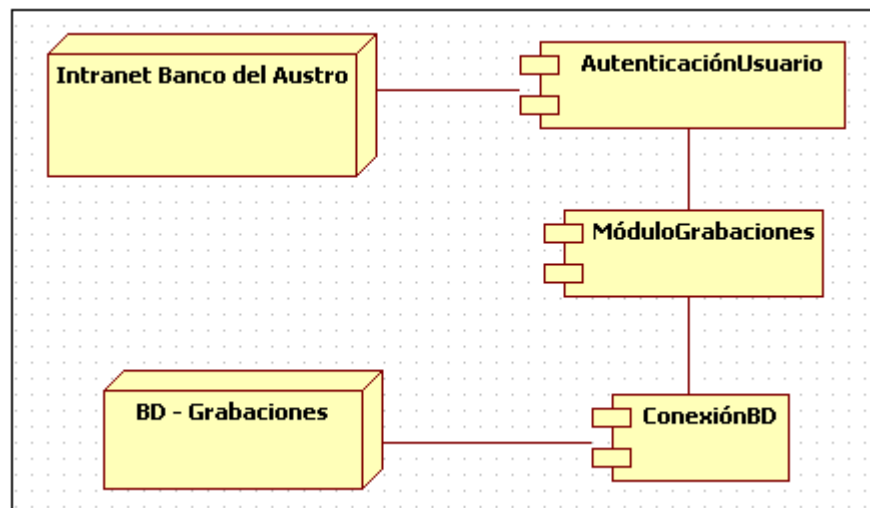 Intranet Banco del Austro
AutenticaciónUsuario
MóduloGrabaciones
BD - Grabaciones
ConexiónBD